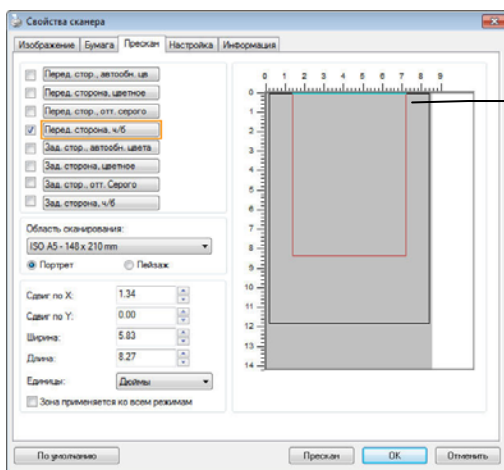 Свойства сканера
Изображение Бумага Прескан Настройка Информация
Перед. стор., автообн. цв
Перед. сторона, цветное
Перед. стор., отт. серого
Перед. сторона, ч/б
Зад. стор., автообн. цвета
Зад. сторона, цветное
Зад. стор., отт. Серого
Зад. сторона, ч/б
Область сканирования:
ISO A5 - 148 x 210 mm
Портрет Пейзаж
Сдвиг по X: 1.34
Сдвиг по Y: 0.00
Ширина: 5.83
Длина: 8.27
Единицы: Дюймы
Зона применяется ко всем режимам
0 1 2 3 4 5 6 7 8 9
0
1
2
3
4
5
6
7
8
9
10
11
12
13
14
По умолчанию Прескан OK Отменить